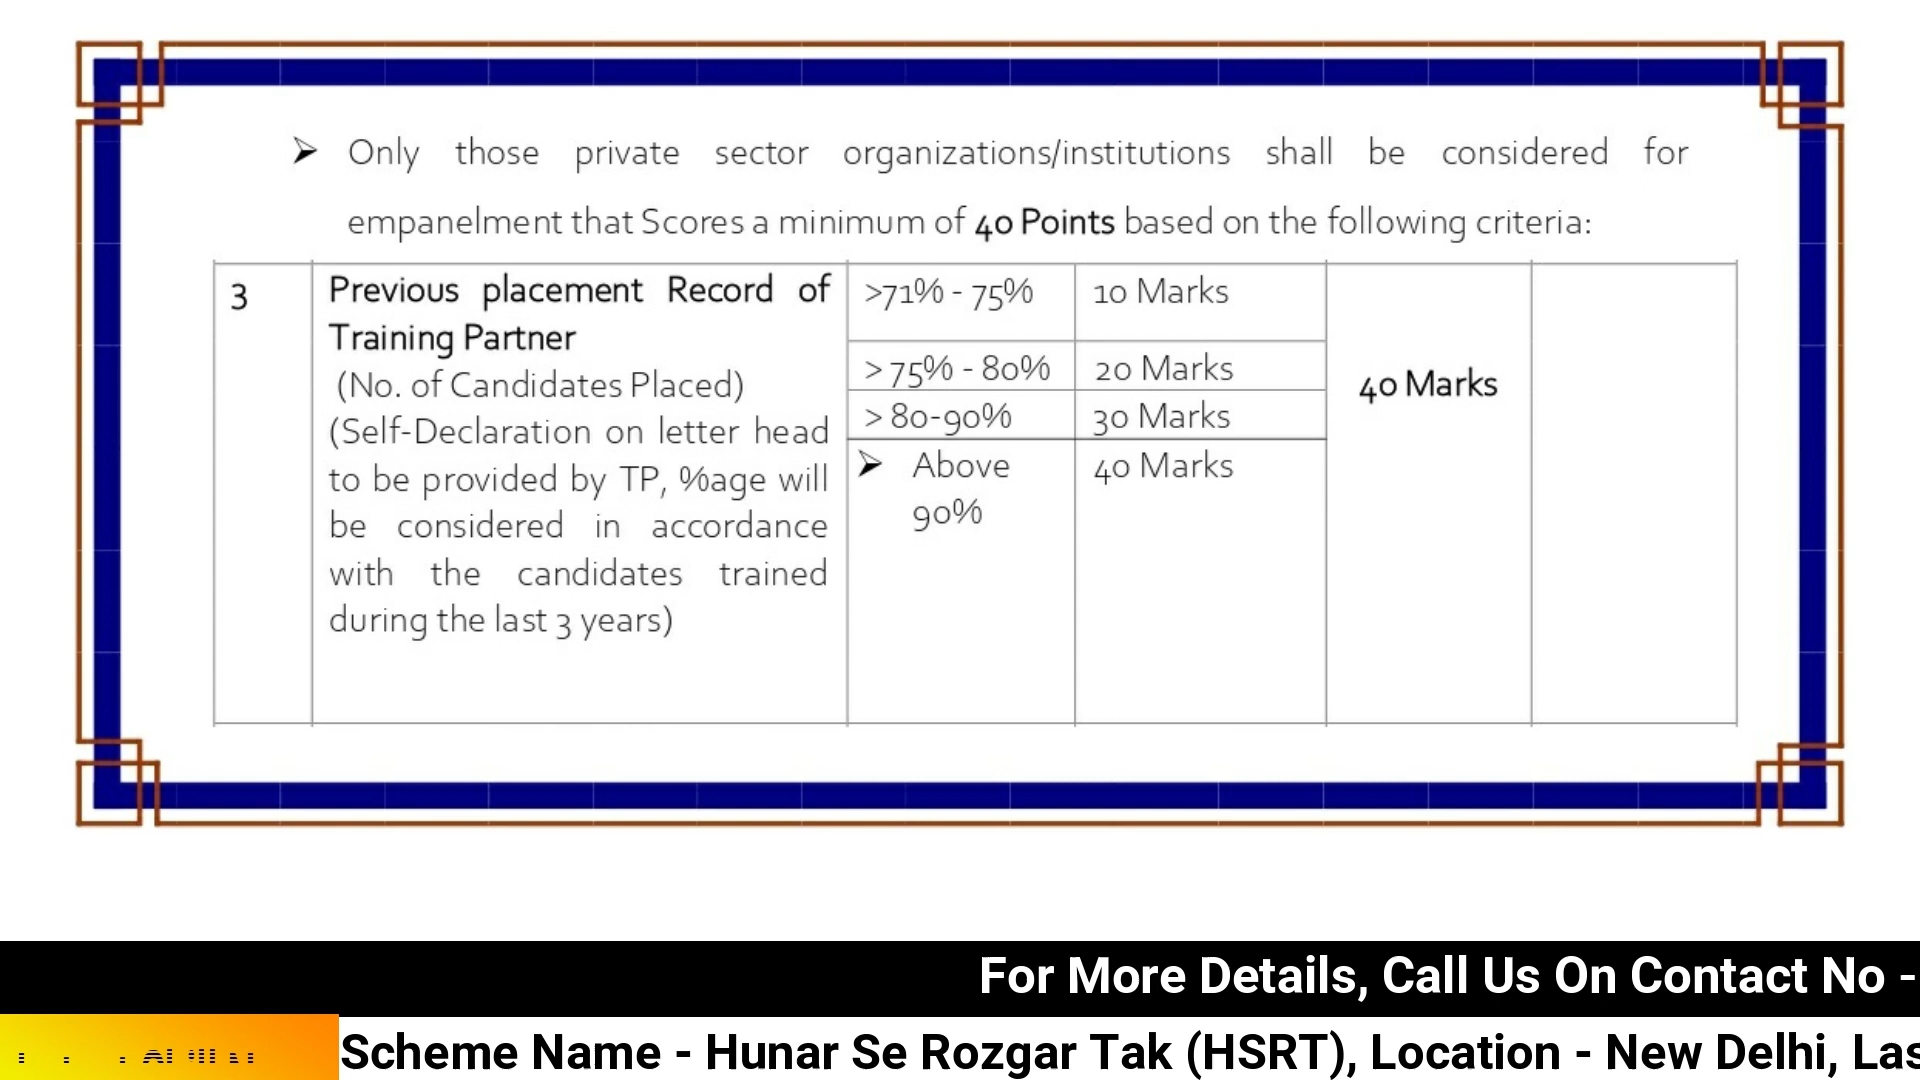 ➢ Only those private sector organizations/institutions shall be considered for
empanelment that Scores a minimum of 40 Points based on the following criteria:
3
Previous placement Record of
Training Partner
(No. of Candidates Placed)
(Self-Declaration on letter head
to be provided by TP, %age will
be considered in accordance
with the candidates trained
during the last 3 years)
>71% - 75% 10 Marks
> 75% - 80% 20 Marks
> 80-90% 30 Marks
➢ Above 40 Marks
90%
40 Marks
For More Details, Call Us On Contact No -
Scheme Name - Hunar Se Rozgar Tak (HSRT), Location - New Delhi, Las